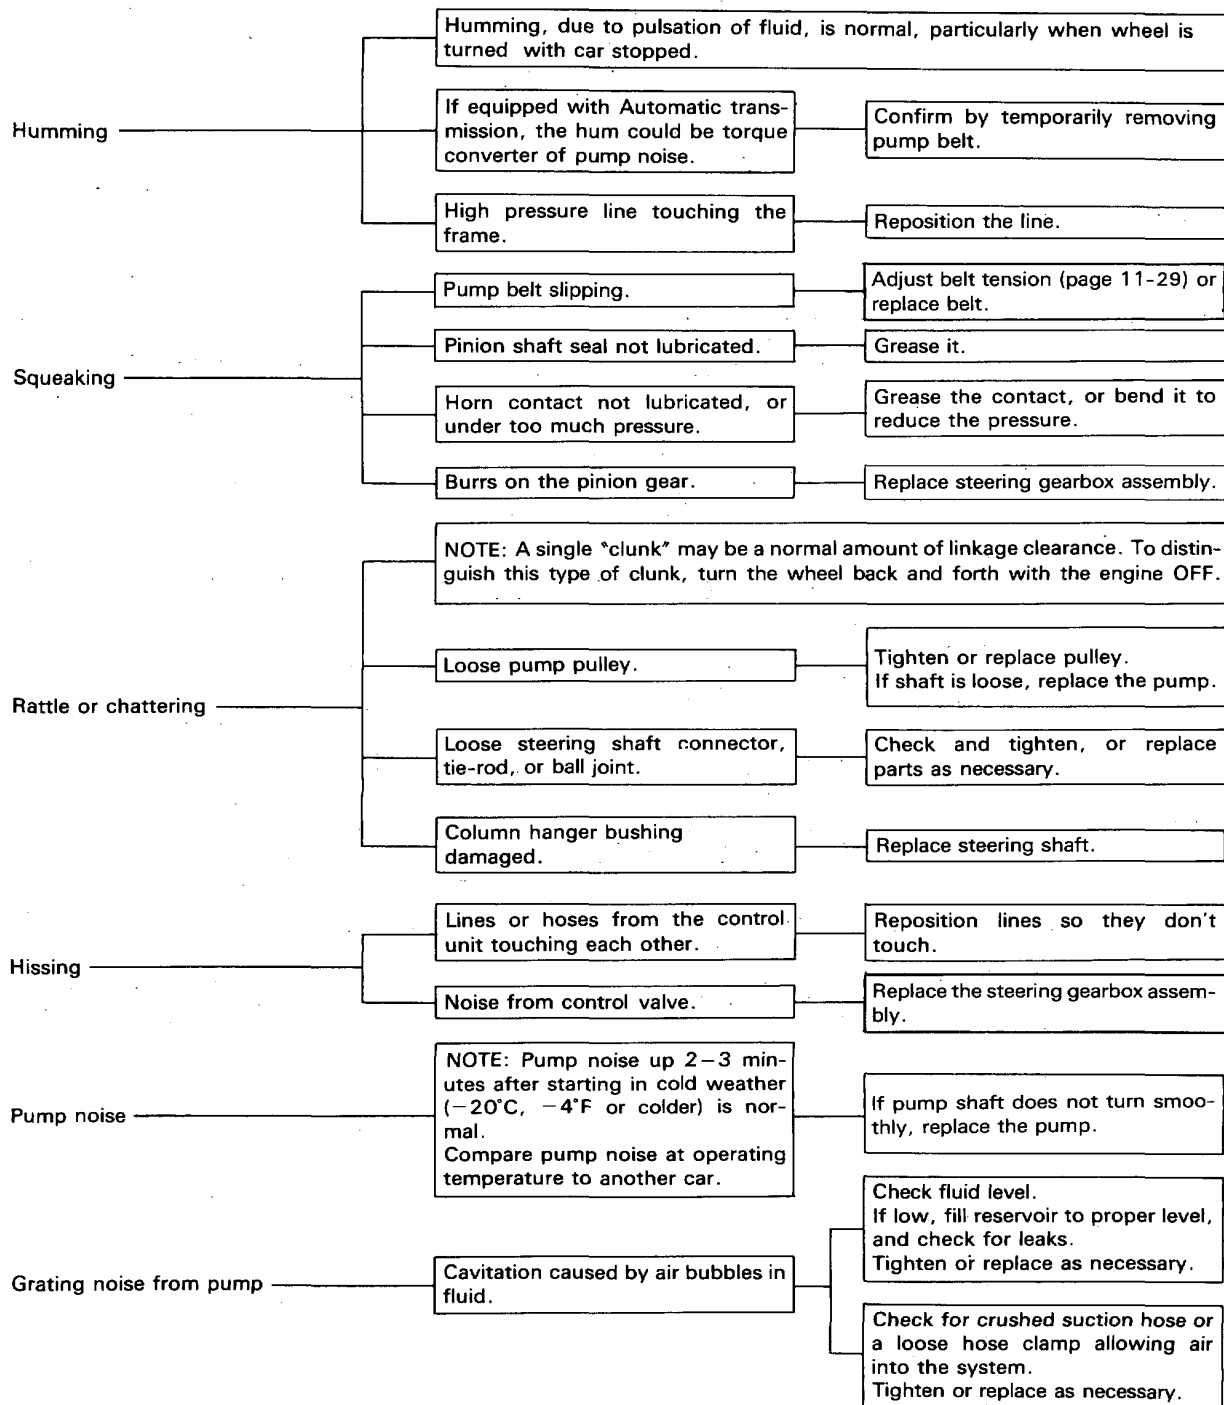 Humming
Humming, due to pulsation of fluid, is normal, particularly when wheel is
turned with car stopped.
If equipped with Automatic trans-
mission, the hum could be torque
converter of pump noise.
Confirm by temporarily removing
pump belt.
High pressure line touching the
frame.
Reposition the line.
Squeaking
Pump belt slipping.
Adjust belt tension (page 11-29) or
replace belt.
Pinion shaft seal not lubricated.
Grease it.
Horn contact not lubricated, or
under too much pressure.
Grease the contact, or bend it to
reduce the pressure.
Burrs on the pinion gear.
Replace steering gearbox assembly.
Rattle or chattering
NOTE: A single "clunk" may be a normal amount of linkage clearance. To distin-
guish this type of clunk, turn the wheel back and forth with the engine OFF.
Loose pump pulley.
Tighten or replace pulley.
If shaft is loose, replace the pump.
Loose steering shaft connector,
tie-rod, or ball joint.
Check and tighten, or replace
parts as necessary.
Column hanger bushing
damaged.
Replace steering shaft.
Hissing
Lines or hoses from the control
unit touching each other.
Reposition lines so they don't
touch.
Noise from control valve.
Replace the steering gearbox assem-
bly.
Pump noise
NOTE: Pump noise up 2–3 min-
utes after starting in cold weather
(−20°C, −4°F or colder) is nor-
mal.
Compare pump noise at operating
temperature to another car.
If pump shaft does not turn smoo-
thly, replace the pump.
Grating noise from pump
Cavitation caused by air bubbles in
fluid.
Check fluid level.
If low, fill reservoir to proper level,
and check for leaks.
Tighten or replace as necessary.
Check for crushed suction hose or
a loose hose clamp allowing air
into the system.
Tighten or replace as necessary.